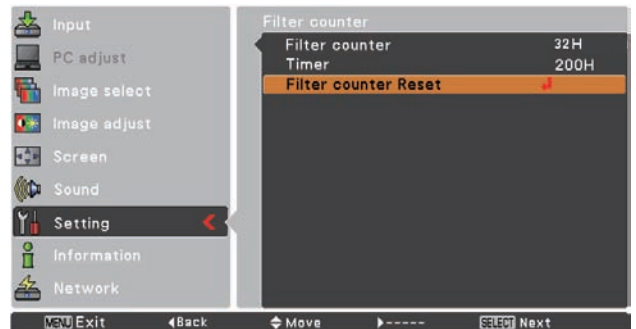 Input
PC adjust
Image select
Image adjust
Screen
Sound
Setting
Information
Network
Filter counter
Filter counter 32H
Timer 200H
Filter counter Reset
MENU Exit ◀Back Move ▶----- SELECT Next